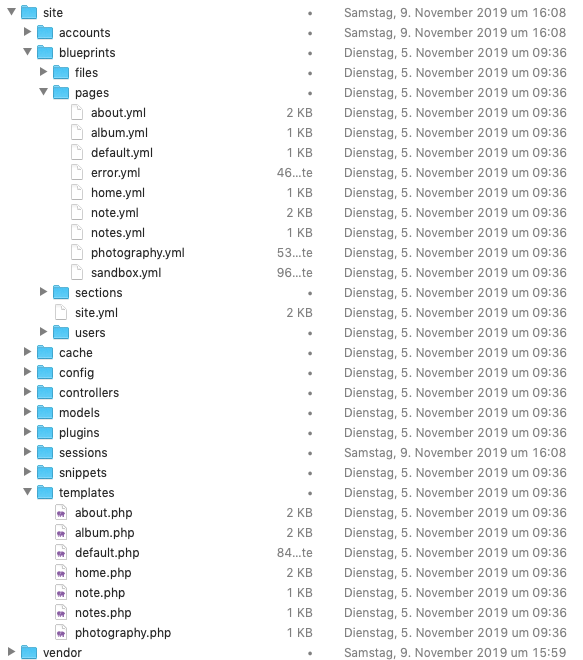 site • Samstag, 9. November 2019 um 16:08
accounts • Samstag, 9. November 2019 um 16:08
blueprints • Dienstag, 5. November 2019 um 09:36
files • Dienstag, 5. November 2019 um 09:36
pages • Dienstag, 5. November 2019 um 09:36
about.yml 2 KB Dienstag, 5. November 2019 um 09:36
album.yml 1 KB Dienstag, 5. November 2019 um 09:36
default.yml 1 KB Dienstag, 5. November 2019 um 09:36
error.yml 46...te Dienstag, 5. November 2019 um 09:36
home.yml 1 KB Dienstag, 5. November 2019 um 09:36
note.yml 2 KB Dienstag, 5. November 2019 um 09:36
notes.yml 1 KB Dienstag, 5. November 2019 um 09:36
photography.yml 53...te Dienstag, 5. November 2019 um 09:36
sandbox.yml 96...te Dienstag, 5. November 2019 um 09:36
sections • Dienstag, 5. November 2019 um 09:36
site.yml 2 KB Dienstag, 5. November 2019 um 09:36
users • Dienstag, 5. November 2019 um 09:36
cache • Dienstag, 5. November 2019 um 09:36
config • Dienstag, 5. November 2019 um 09:36
controllers • Dienstag, 5. November 2019 um 09:36
models • Dienstag, 5. November 2019 um 09:36
plugins • Dienstag, 5. November 2019 um 09:36
sessions • Samstag, 9. November 2019 um 16:08
snippets • Dienstag, 5. November 2019 um 09:36
templates • Dienstag, 5. November 2019 um 09:36
about.php 2 KB Dienstag, 5. November 2019 um 09:36
album.php 2 KB Dienstag, 5. November 2019 um 09:36
default.php 84...te Dienstag, 5. November 2019 um 09:36
home.php 2 KB Dienstag, 5. November 2019 um 09:36
note.php 1 KB Dienstag, 5. November 2019 um 09:36
notes.php 1 KB Dienstag, 5. November 2019 um 09:36
photography.php 1 KB Dienstag, 5. November 2019 um 09:36
vendor • Samstag, 9. November 2019 um 15:59